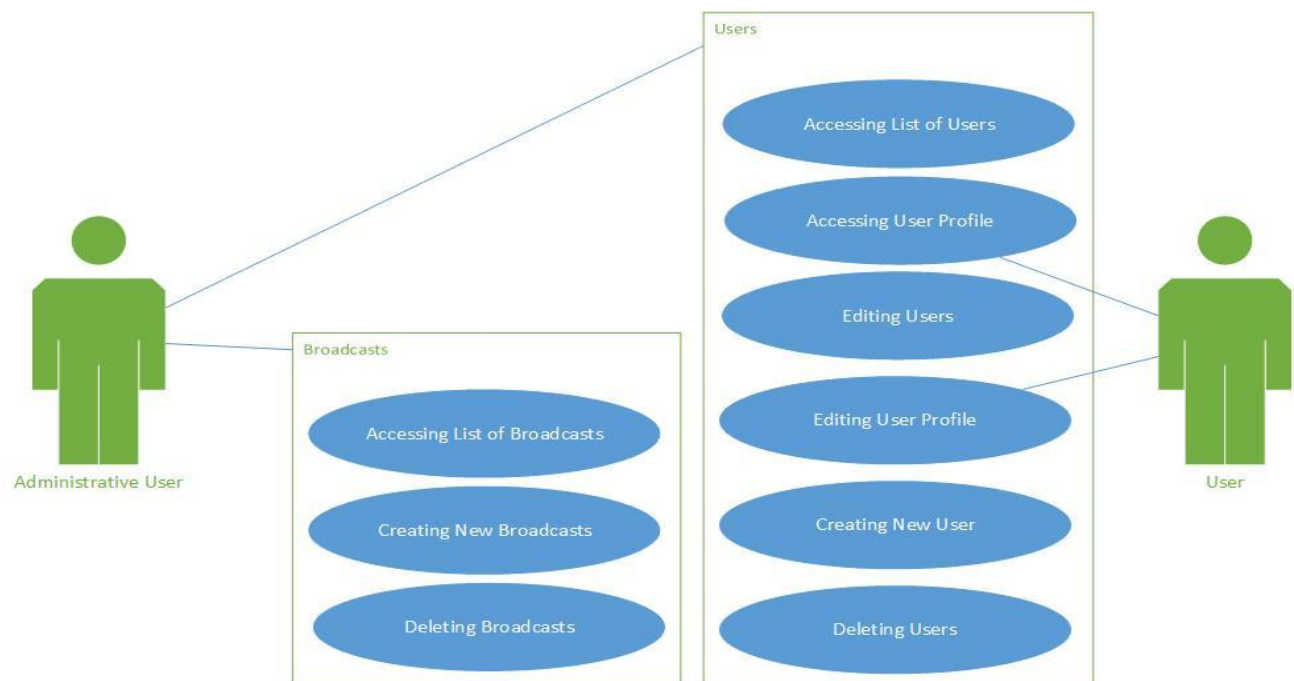 Users
Accessing List of Users
Accessing User Profile
Editing Users
Broadcasts
Editing User Profile
Accessing List of Broadcasts
Administrative User
User
Creating New Broadcasts
Creating New User
Deleting Broadcasts
Deleting Users